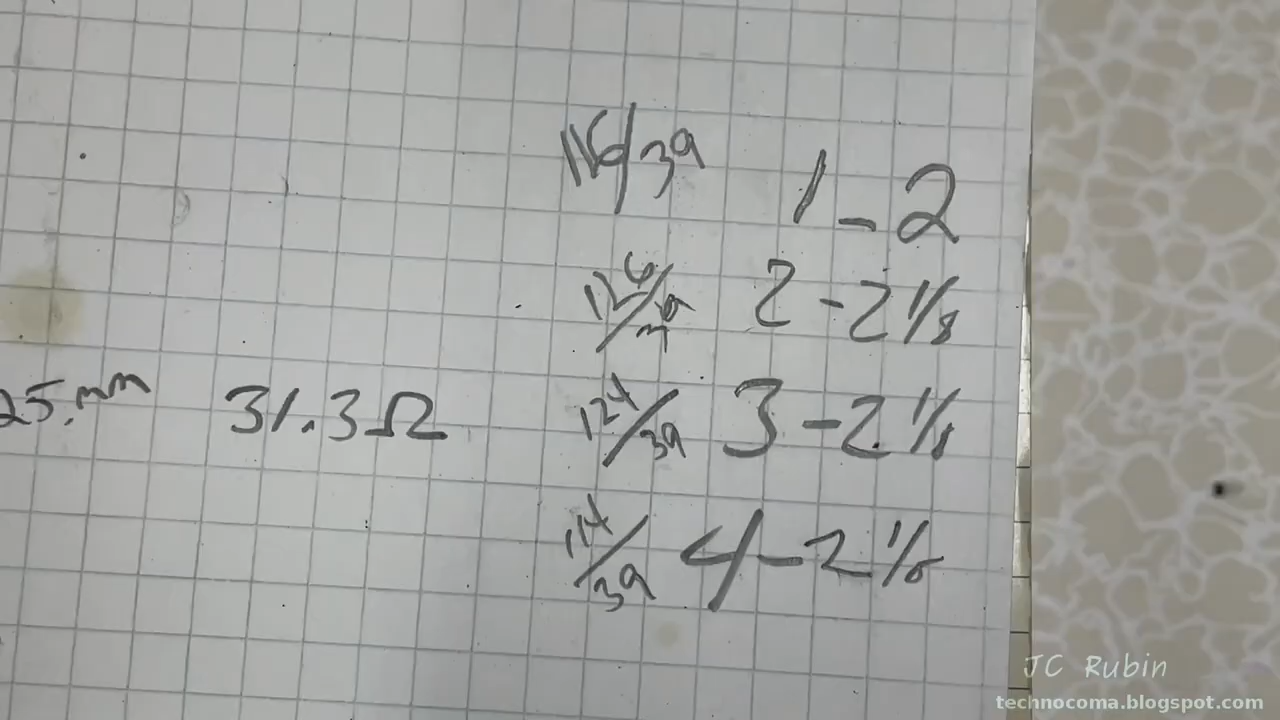 116/39 1 - 2
126/39 2 - 2 1/8
25.mm 31.3Ω 124/39 3 - 2 1/8
114/39 4 - 2 1/8
JC Rubin
technocoma.blogspot.com